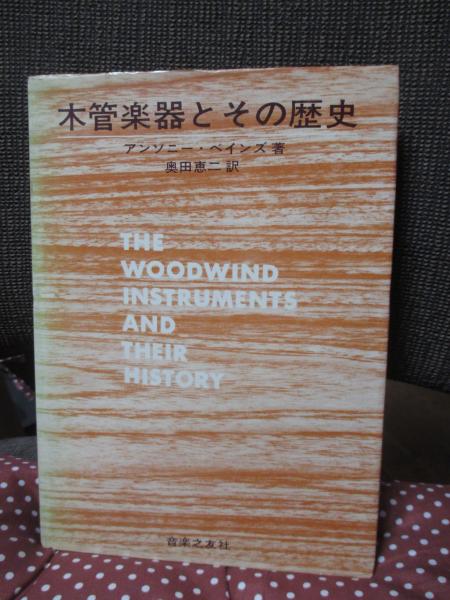 木管楽器とその歴史
アンソニー・ベインズ 著
奥田恵二 訳
THE
WOODWIND
INSTRUMENTS
AND
THEIR
HISTORY
音楽之友社